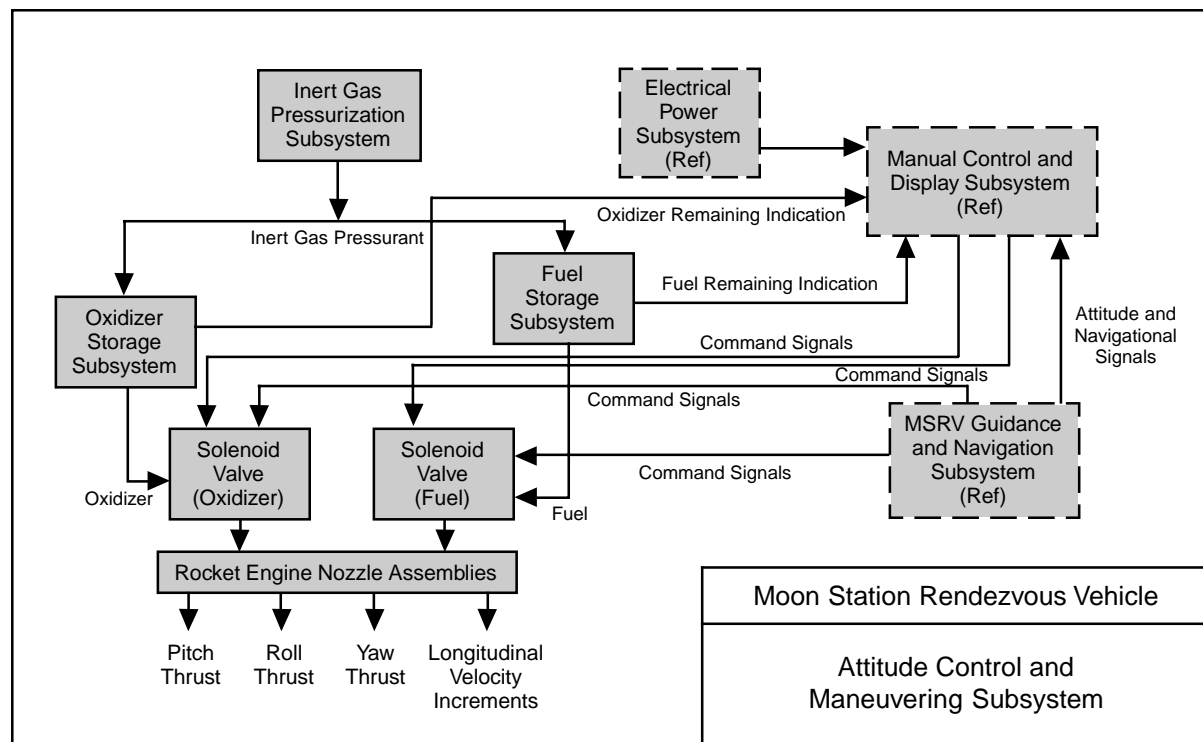 Inert Gas
Pressurization
Subsystem
Electrical
Power
Subsystem
(Ref)
Manual Control and
Display Subsystem
(Ref)
Oxidizer Remaining Indication
Inert Gas Pressurant
Fuel
Storage
Subsystem
Fuel Remaining Indication
Oxidizer
Storage
Subsystem
Attitude and
Navigational
Signals
Command Signals
Command Signals
Command Signals
Solenoid
Valve
(Oxidizer)
Solenoid
Valve
(Fuel)
MSRV Guidance
and Navigation
Subsystem
(Ref)
Command Signals
Oxidizer
Fuel
Rocket Engine Nozzle Assemblies
Pitch
Thrust
Roll
Thrust
Yaw
Thrust
Longitudinal
Velocity
Increments
Moon Station Rendezvous Vehicle
Attitude Control and
Maneuvering Subsystem